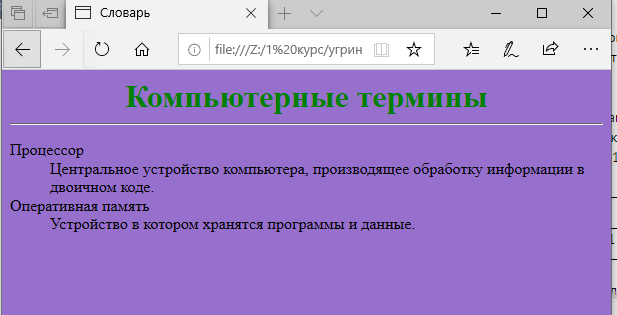 Словарь
file:///Z:/1%20курс/угрин
Компьютерные термины
Процессор
Центральное устройство компьютера, производящее обработку информации в
двоичном коде.
Оперативная память
Устройство в котором хранятся программы и данные.